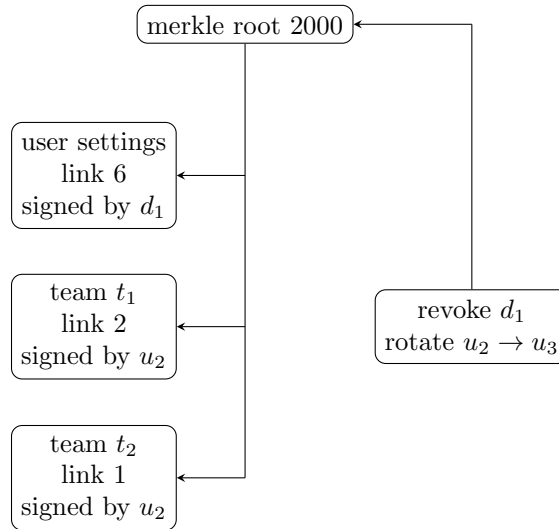 merkle root 2000
user settings
link 6
signed by d₁
team t₁
link 2
signed by u₂
revoke d₁
rotate u₂ → u₃
team t₂
link 1
signed by u₂